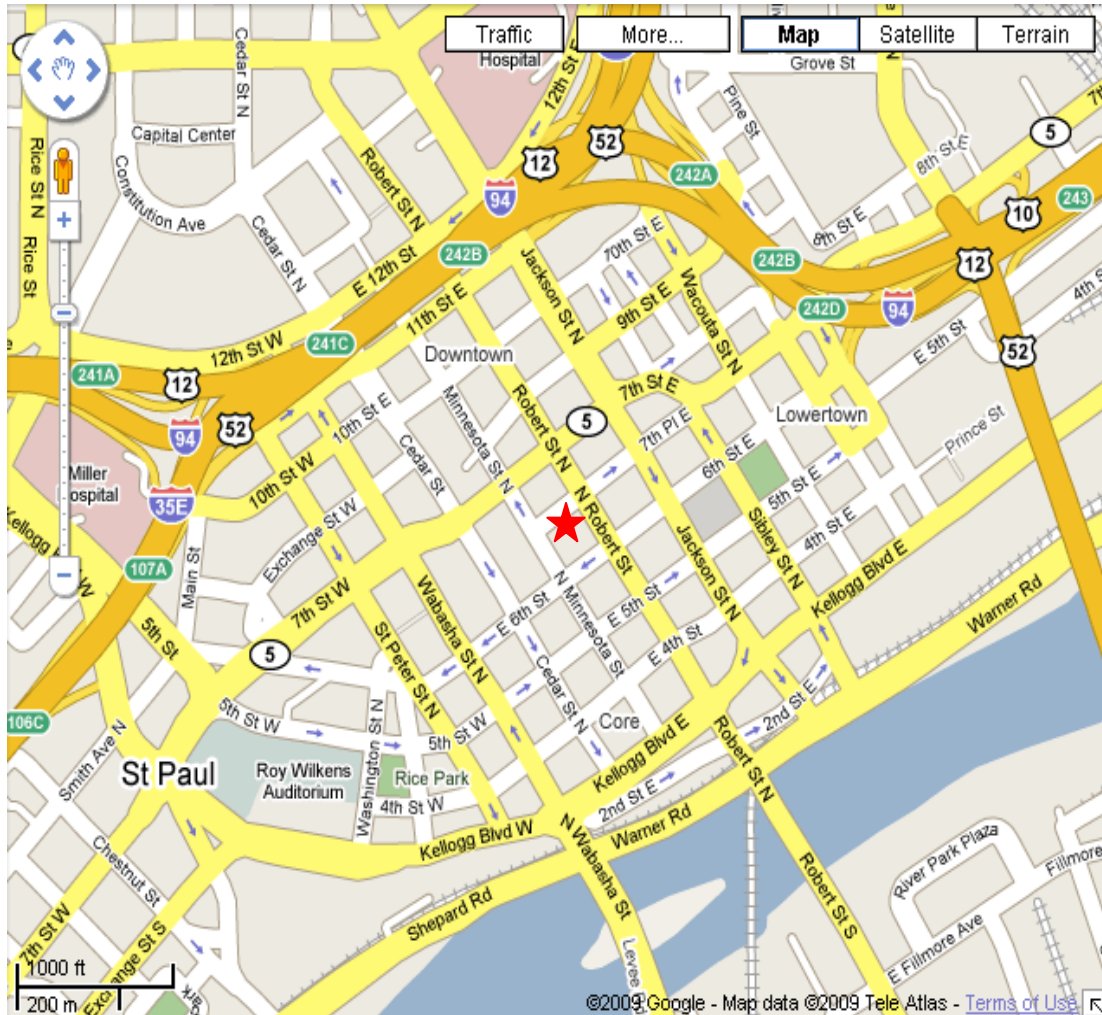 Traffic
More...
Map
Satellite
Terrain
Hospital
Grove St
Cedar St N
12th St E
Pine St
7th
5
52
12
Rice St N
Capital Center
Robert St N
8th St E
242A
94
Constitution Ave
243
10
Rice St
Cedar St N
8th St E
E 12th St
242B
Jackson St N
10th St E
Wacouta St N
242B
12
4th St
11th St E
9th St E
242D
94
12th St W
241C
E 5th St
52
241A
12
Downtown
7th St E
Minnesota St N
Robert St N
Lowertown
94
52
10th St E
Cedar St
5
7th Pl E
6th St E
Prince St
Miller
Hospital
10th St W
5th St E
35E
Exchange St W
N Robert St
Sibley St N
4th St E
Kellogg Blvd W
Main St
107A
Jackson St N
Kellogg Blvd E
Warner Rd
7th St W
Wabasha St N
E 6th St
N Minnesota St
E 5th St
5th St
St Peter St N
E 4th St
5
Cedar St N
106C
5th St W
Washington St N
5th St W
Core
Kellogg Blvd E
2nd St E
Smith Ave N
St Paul
Roy Wilkens
Auditorium
Rice Park
4th St W
Robert St N
2nd St E
Kellogg Blvd W
N Wabasha St
Warner Rd
Chestnut St
River Park Plaza
Robert St S
Fillmore
Shepard Rd
7th St W
Exchange St S
Levee
E Fillmore Ave
1000 ft
200 m
©2009 Google - Map data ©2009 Tele Atlas - Terms of Use